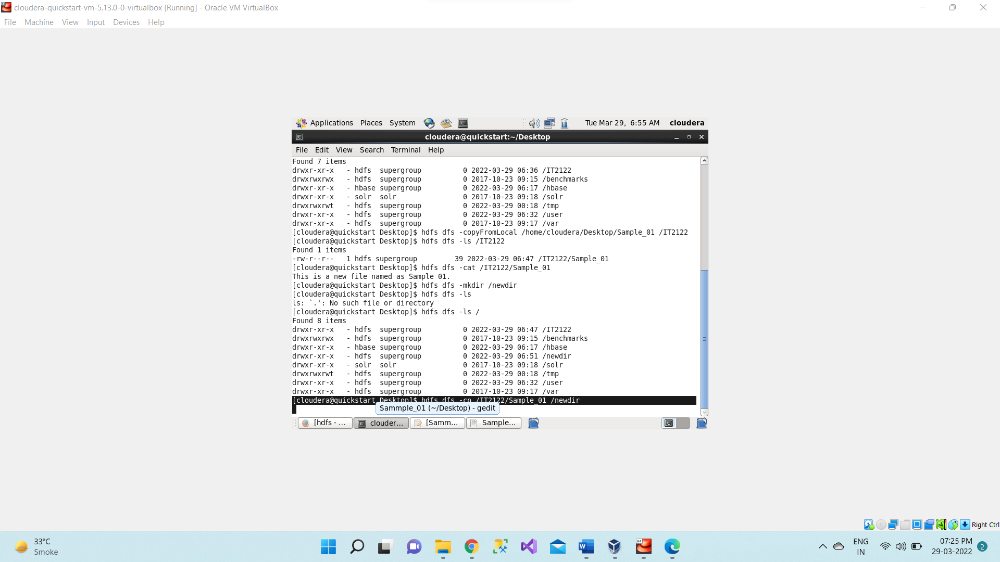 cloudera-quickstart-vm-5.13.0-0-virtualbox [Running] - Oracle VM VirtualBox
File Machine View Input Devices Help
Applications Places System Tue Mar 29, 6:55 AM cloudera
cloudera@quickstart:~/Desktop
File Edit View Search Terminal Help
Found 7 items
drwxr-xr-x   - hdfs  supergroup          0 2022-03-29 06:36 /IT2122
drwxrwxrwx   - hdfs  supergroup          0 2017-10-23 09:15 /benchmarks
drwxr-xr-x   - hbase supergroup          0 2022-03-29 06:17 /hbase
drwxr-xr-x   - solr  solr                0 2017-10-23 09:18 /solr
drwxrwxrwt   - hdfs  supergroup          0 2022-03-29 00:18 /tmp
drwxr-xr-x   - hdfs  supergroup          0 2022-03-29 06:32 /user
drwxr-xr-x   - hdfs  supergroup          0 2017-10-23 09:17 /var
[cloudera@quickstart Desktop]$ hdfs dfs -copyFromLocal /home/cloudera/Desktop/Sample_01 /IT2122
[cloudera@quickstart Desktop]$ hdfs dfs -ls /IT2122
Found 1 items
-rw-r--r--   1 hdfs supergroup         39 2022-03-29 06:47 /IT2122/Sample_01
[cloudera@quickstart Desktop]$ hdfs dfs -cat /IT2122/Sample_01
This is a new file named as Sample 01.
[cloudera@quickstart Desktop]$ hdfs dfs -mkdir /newdir
[cloudera@quickstart Desktop]$ hdfs dfs -ls
ls: `.': No such file or directory
[cloudera@quickstart Desktop]$ hdfs dfs -ls /
Found 8 items
drwxr-xr-x   - hdfs  supergroup          0 2022-03-29 06:47 /IT2122
drwxrwxrwx   - hdfs  supergroup          0 2017-10-23 09:15 /benchmarks
drwxr-xr-x   - hbase supergroup          0 2022-03-29 06:17 /hbase
drwxr-xr-x   - hdfs  supergroup          0 2022-03-29 06:51 /newdir
drwxr-xr-x   - solr  solr                0 2017-10-23 09:18 /solr
drwxrwxrwt   - hdfs  supergroup          0 2022-03-29 00:18 /tmp
drwxr-xr-x   - hdfs  supergroup          0 2022-03-29 06:32 /user
drwxr-xr-x   - hdfs  supergroup          0 2017-10-23 09:17 /var
[cloudera@quickstart Desktop]$ hdfs dfs -cp /IT2122/Sample_01 /newdir
Sammple_01 (~/Desktop) - gedit
[hdfs - ... clouder... [Samm... Sample...
Right Ctrl
33°C
Smoke
64
ENG
IN
07:25 PM
29-03-2022
2